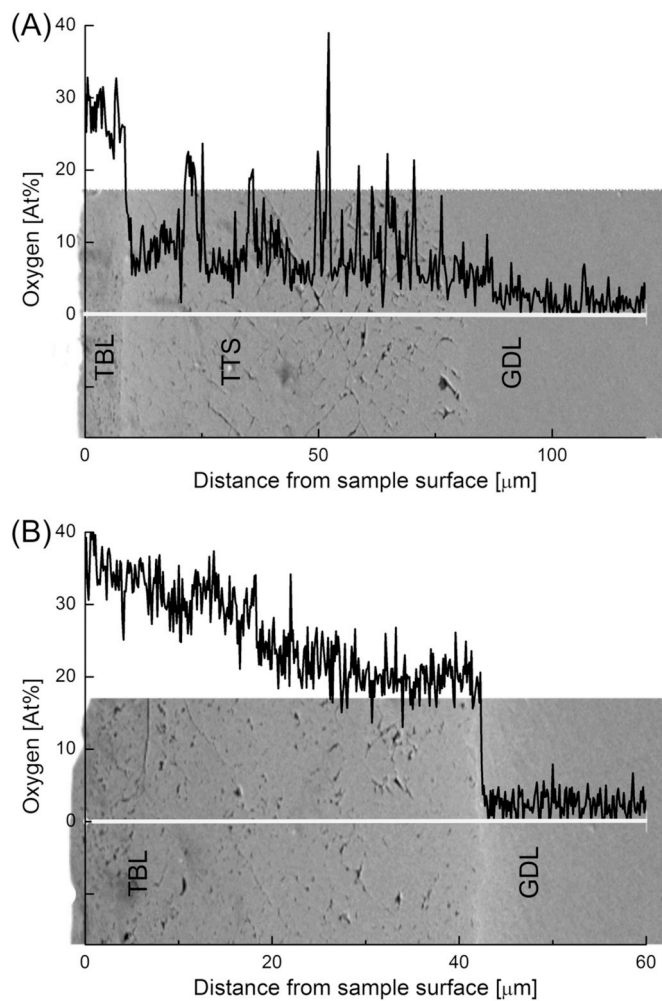 (A)
40
30
20
10
0
Oxygen [At%]
TBL
TTS
GDL
0
50
100
Distance from sample surface [μm]
(B)
40
30
20
10
0
Oxygen [At%]
TBL
GDL
0
20
40
60
Distance from sample surface [μm]